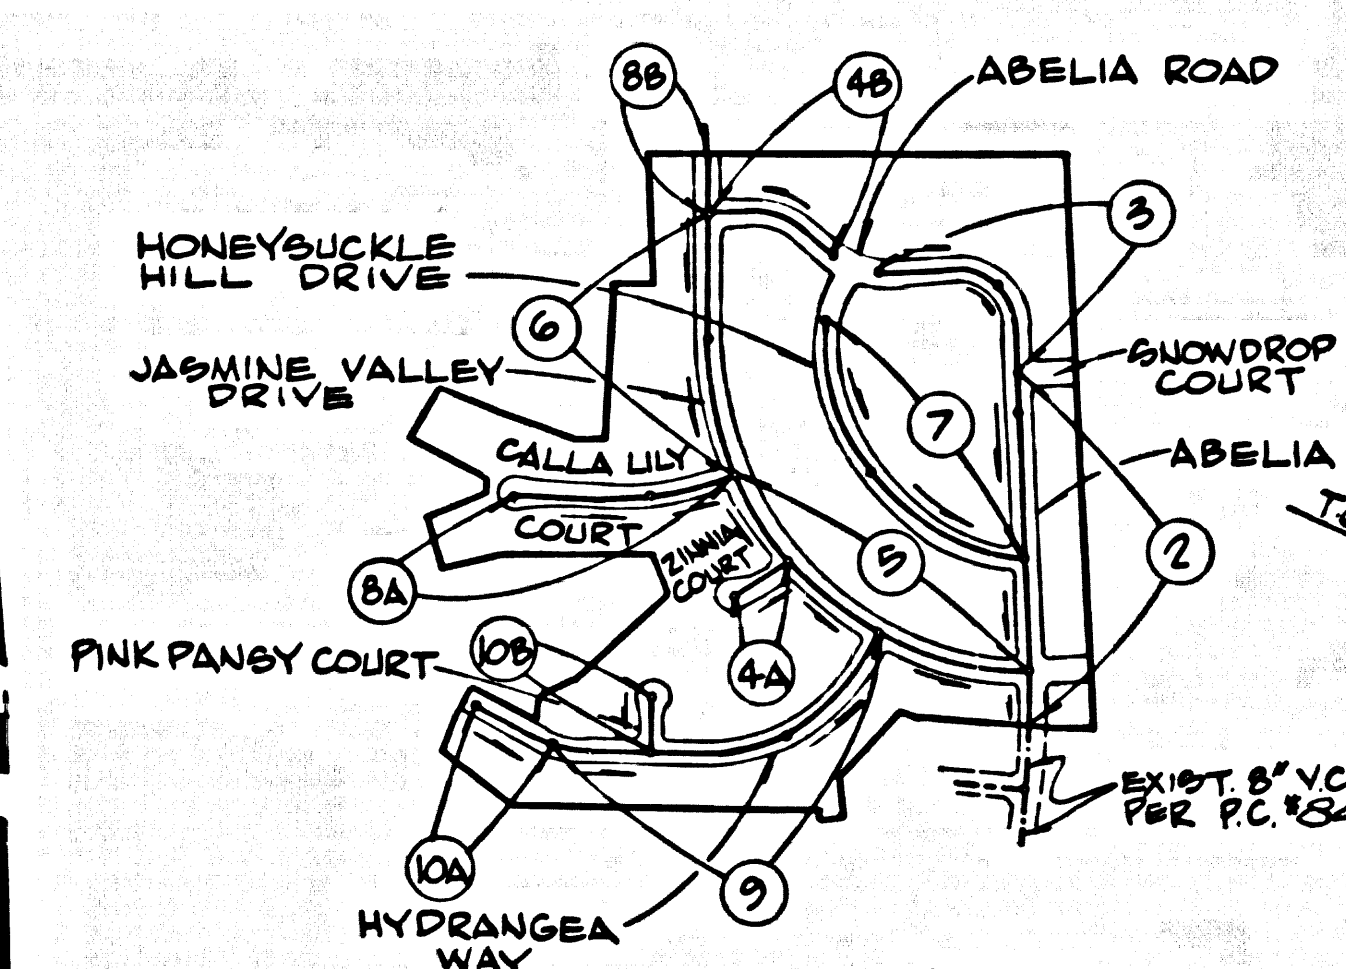 8B
4B
ABELIA ROAD
3
HONEYSUCKLE
HILL DRIVE
6
SNOWDROP
COURT
JASMINE VALLEY
DRIVE
7
CALLA LILY
COURT
ABELIA
ZINNIA
COURT
5
2
8A
PINK PANSY COURT
10B
4A
EXIST. 8" V.C
PER P.C. #84
10A
9
HYDRANGEA
WAY